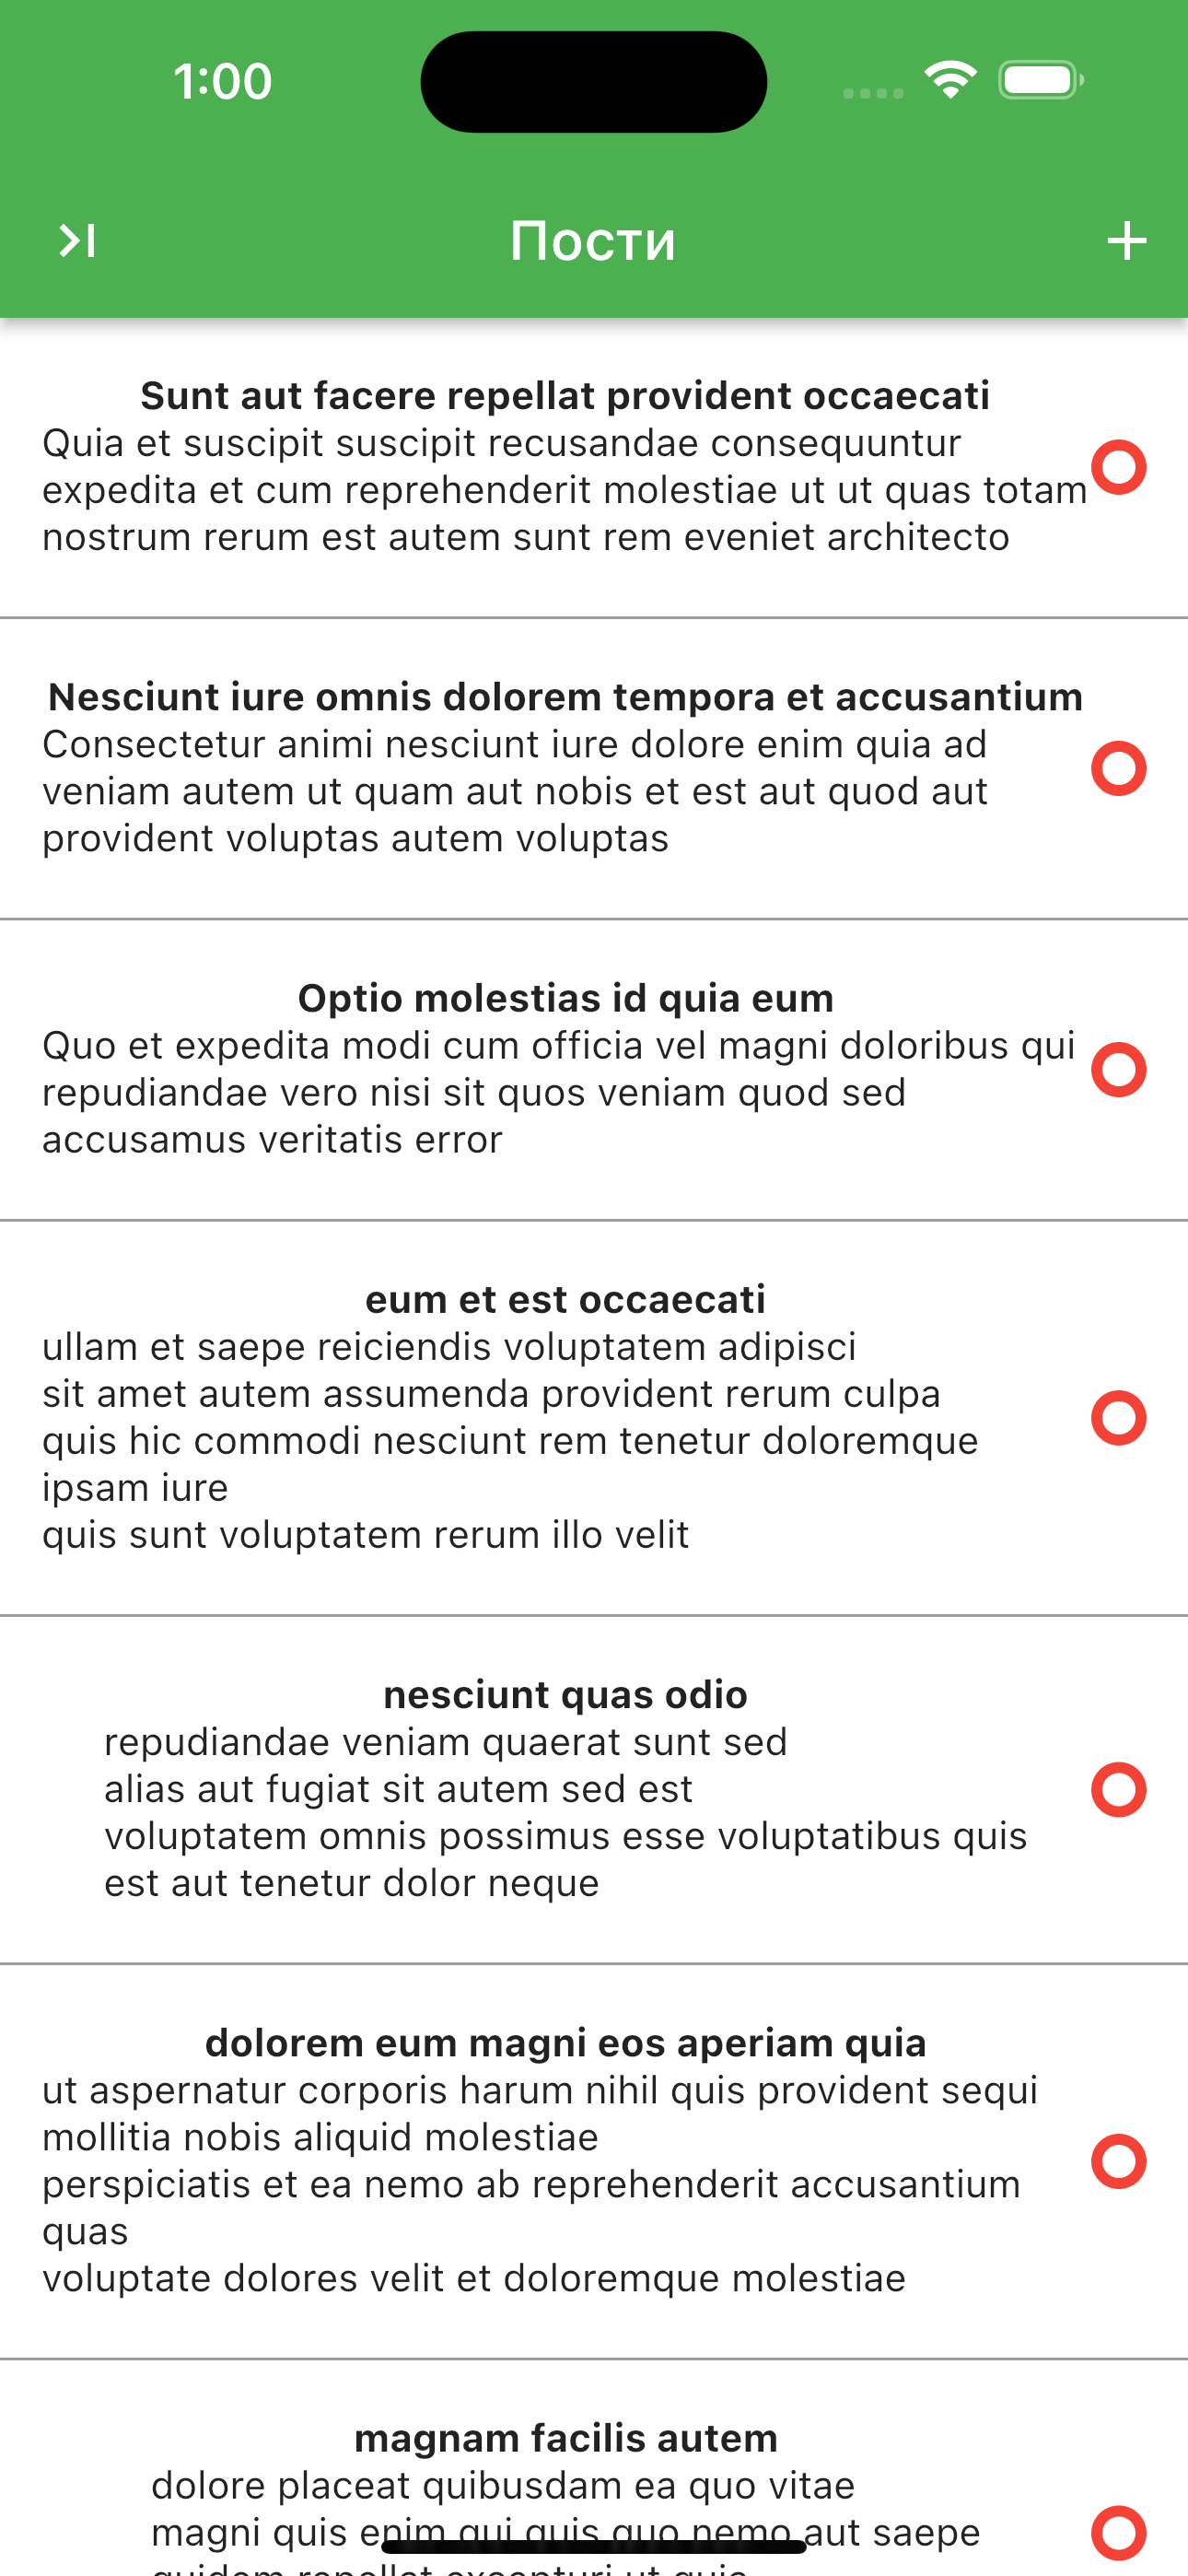 1:00
Пости
Sunt aut facere repellat provident occaecati
Quia et suscipit suscipit recusandae consequuntur
expedita et cum reprehenderit molestiae ut ut quas totam
nostrum rerum est autem sunt rem eveniet architecto
Nesciunt iure omnis dolorem tempora et accusantium
Consectetur animi nesciunt iure dolore enim quia ad
veniam autem ut quam aut nobis et est aut quod aut
provident voluptas autem voluptas
Optio molestias id quia eum
Quo et expedita modi cum officia vel magni doloribus qui
repudiandae vero nisi sit quos veniam quod sed
accusamus veritatis error
eum et est occaecati
ullam et saepe reiciendis voluptatem adipisci
sit amet autem assumenda provident rerum culpa
quis hic commodi nesciunt rem tenetur doloremque
ipsam iure
quis sunt voluptatem rerum illo velit
nesciunt quas odio
repudiandae veniam quaerat sunt sed
alias aut fugiat sit autem sed est
voluptatem omnis possimus esse voluptatibus quis
est aut tenetur dolor neque
dolorem eum magni eos aperiam quia
ut aspernatur corporis harum nihil quis provident sequi
mollitia nobis aliquid molestiae
perspiciatis et ea nemo ab reprehenderit accusantium
quas
voluptate dolores velit et doloremque molestiae
magnam facilis autem
dolore placeat quibusdam ea quo vitae
magni quis enim qui quis quo nemo aut saepe
quidem repellat excepturi ut quia